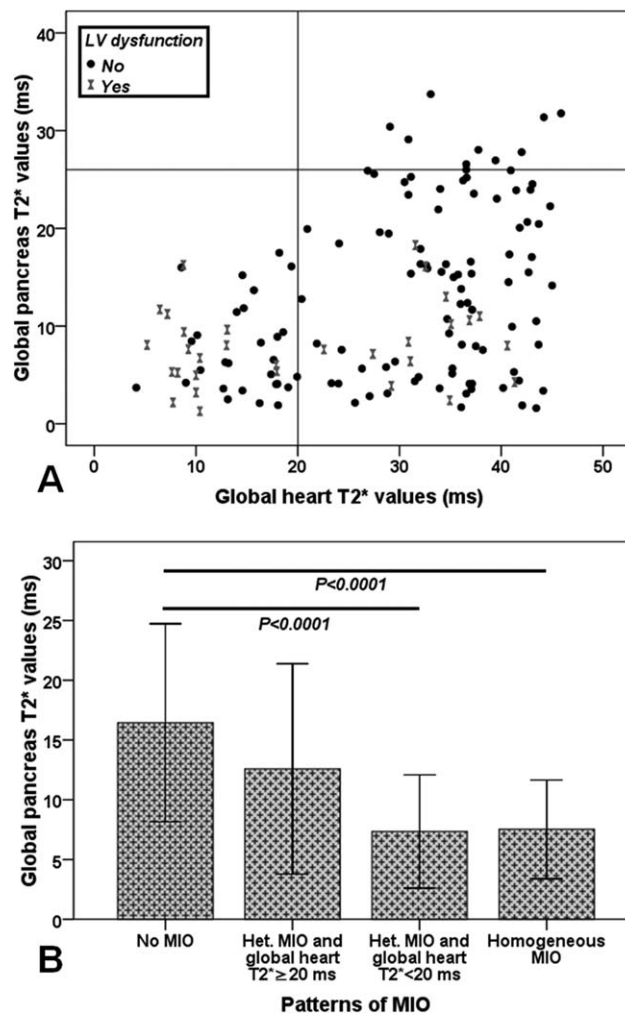 40
30
20
10
0
Global pancreas T2* values (ms)
LV dysfunction
No
Yes
0 10 20 30 40 50
Global heart T2* values (ms)
A
30
25
20
15
10
5
0
Global pancreas T2* values (ms)
P<0.0001
P<0.0001
No MIO
Het. MIO and
global heart
T2*≥20 ms
Het. MIO and
global heart
T2*<20 ms
Homogeneous
MIO
Patterns of MIO
B